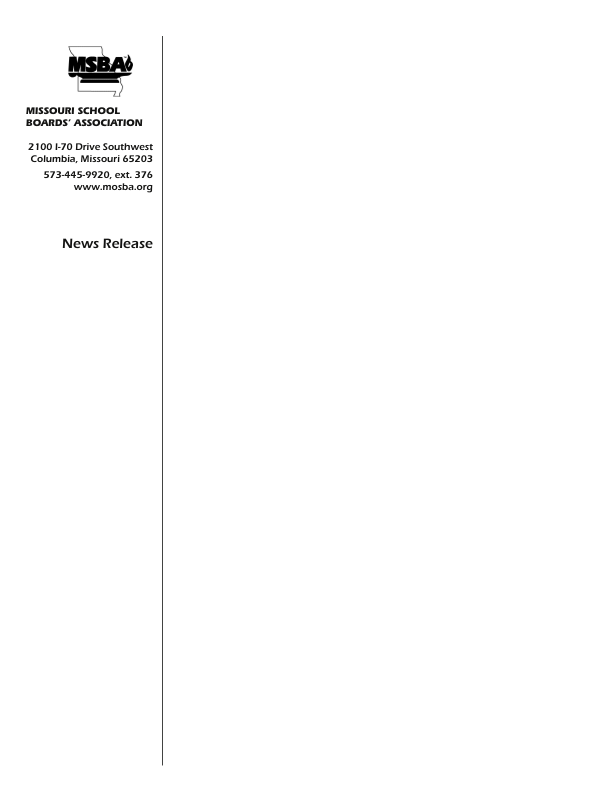 MSBA
MISSOURI SCHOOL
BOARDS' ASSOCIATION
2100 I-70 Drive Southwest
Columbia, Missouri 65203
573-445-9920, ext. 376
www.mosba.org
News Release